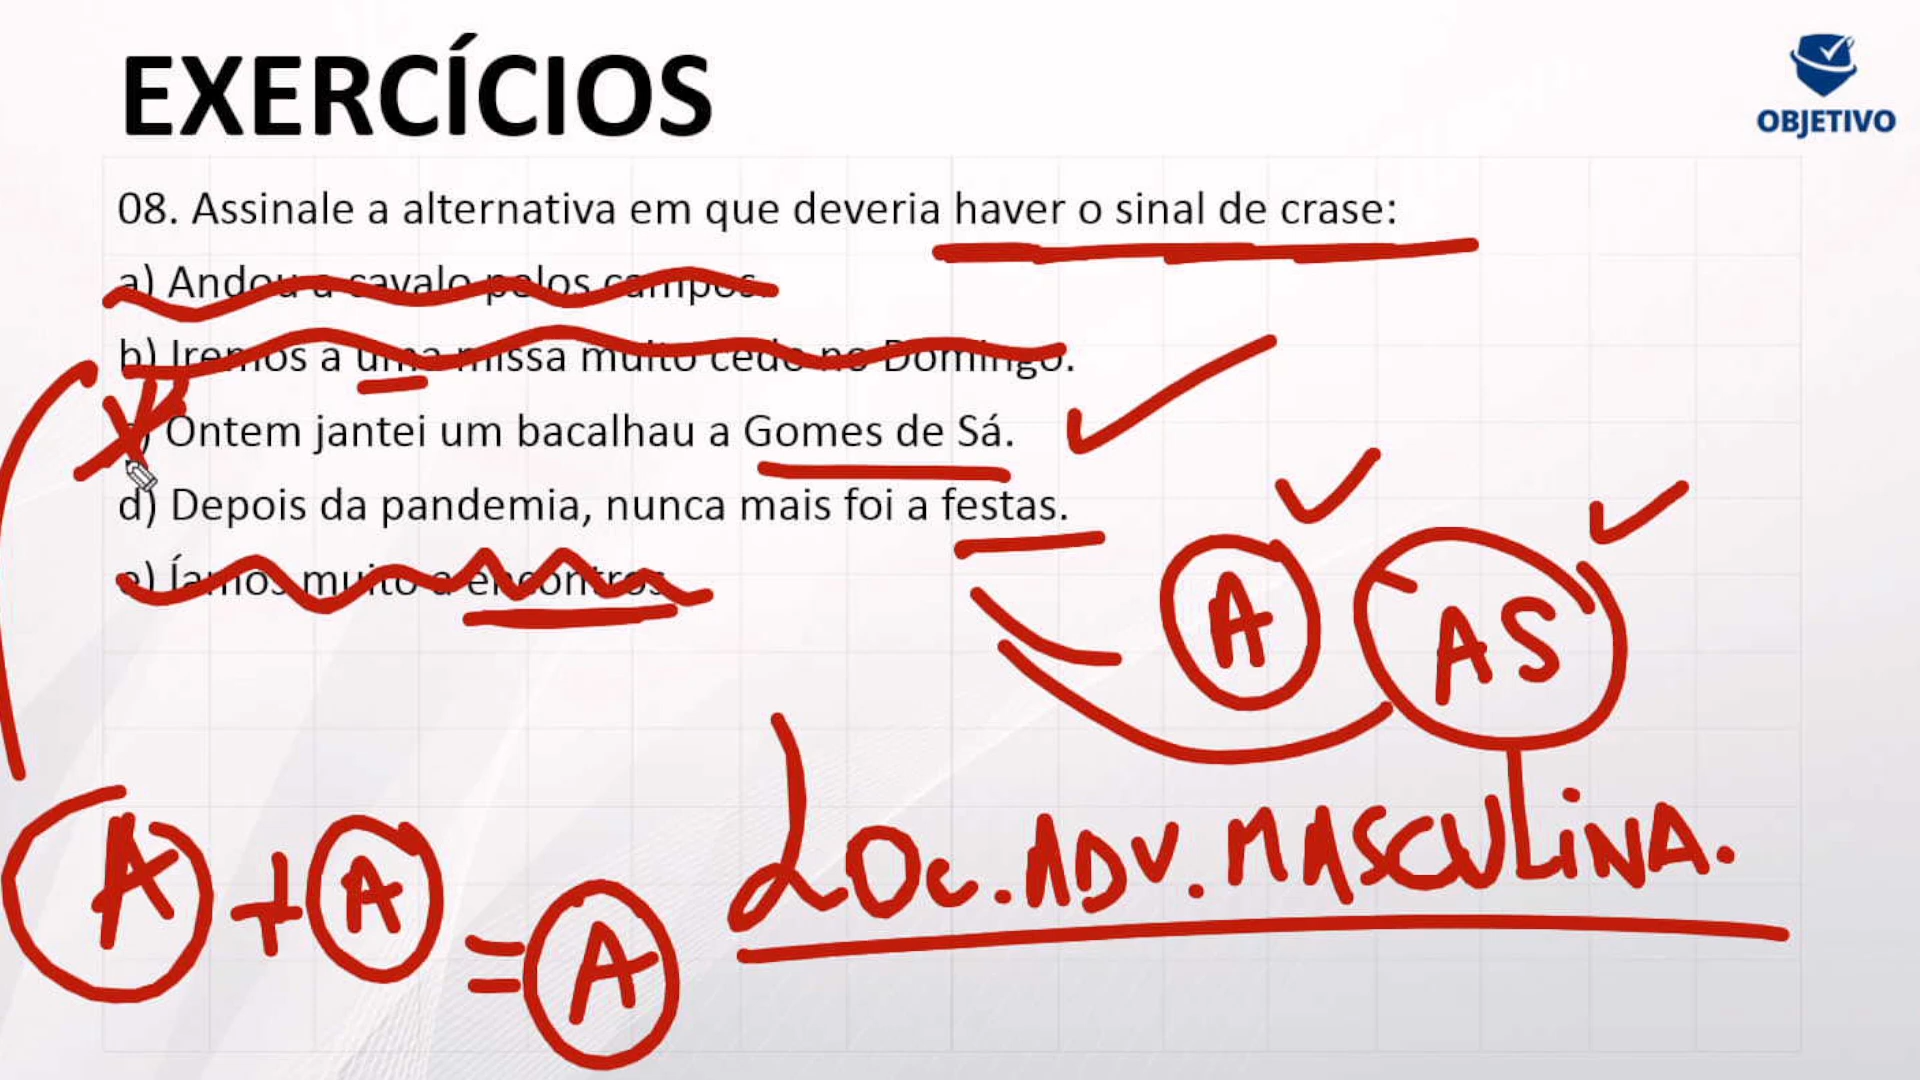 EXERCÍCIOS
OBJETIVO
08. Assinale a alternativa em que deveria haver o sinal de crase:
a) Andou a cavalo pelos campos.
b) Iremos a uma missa muito cedo no Domingo.
c) Ontem jantei um bacalhau a Gomes de Sá.
d) Depois da pandemia, nunca mais foi a festas.
e) Íamos muito a encontros.
A AS
LOC. ADV. MASCULINA.
A + A = A